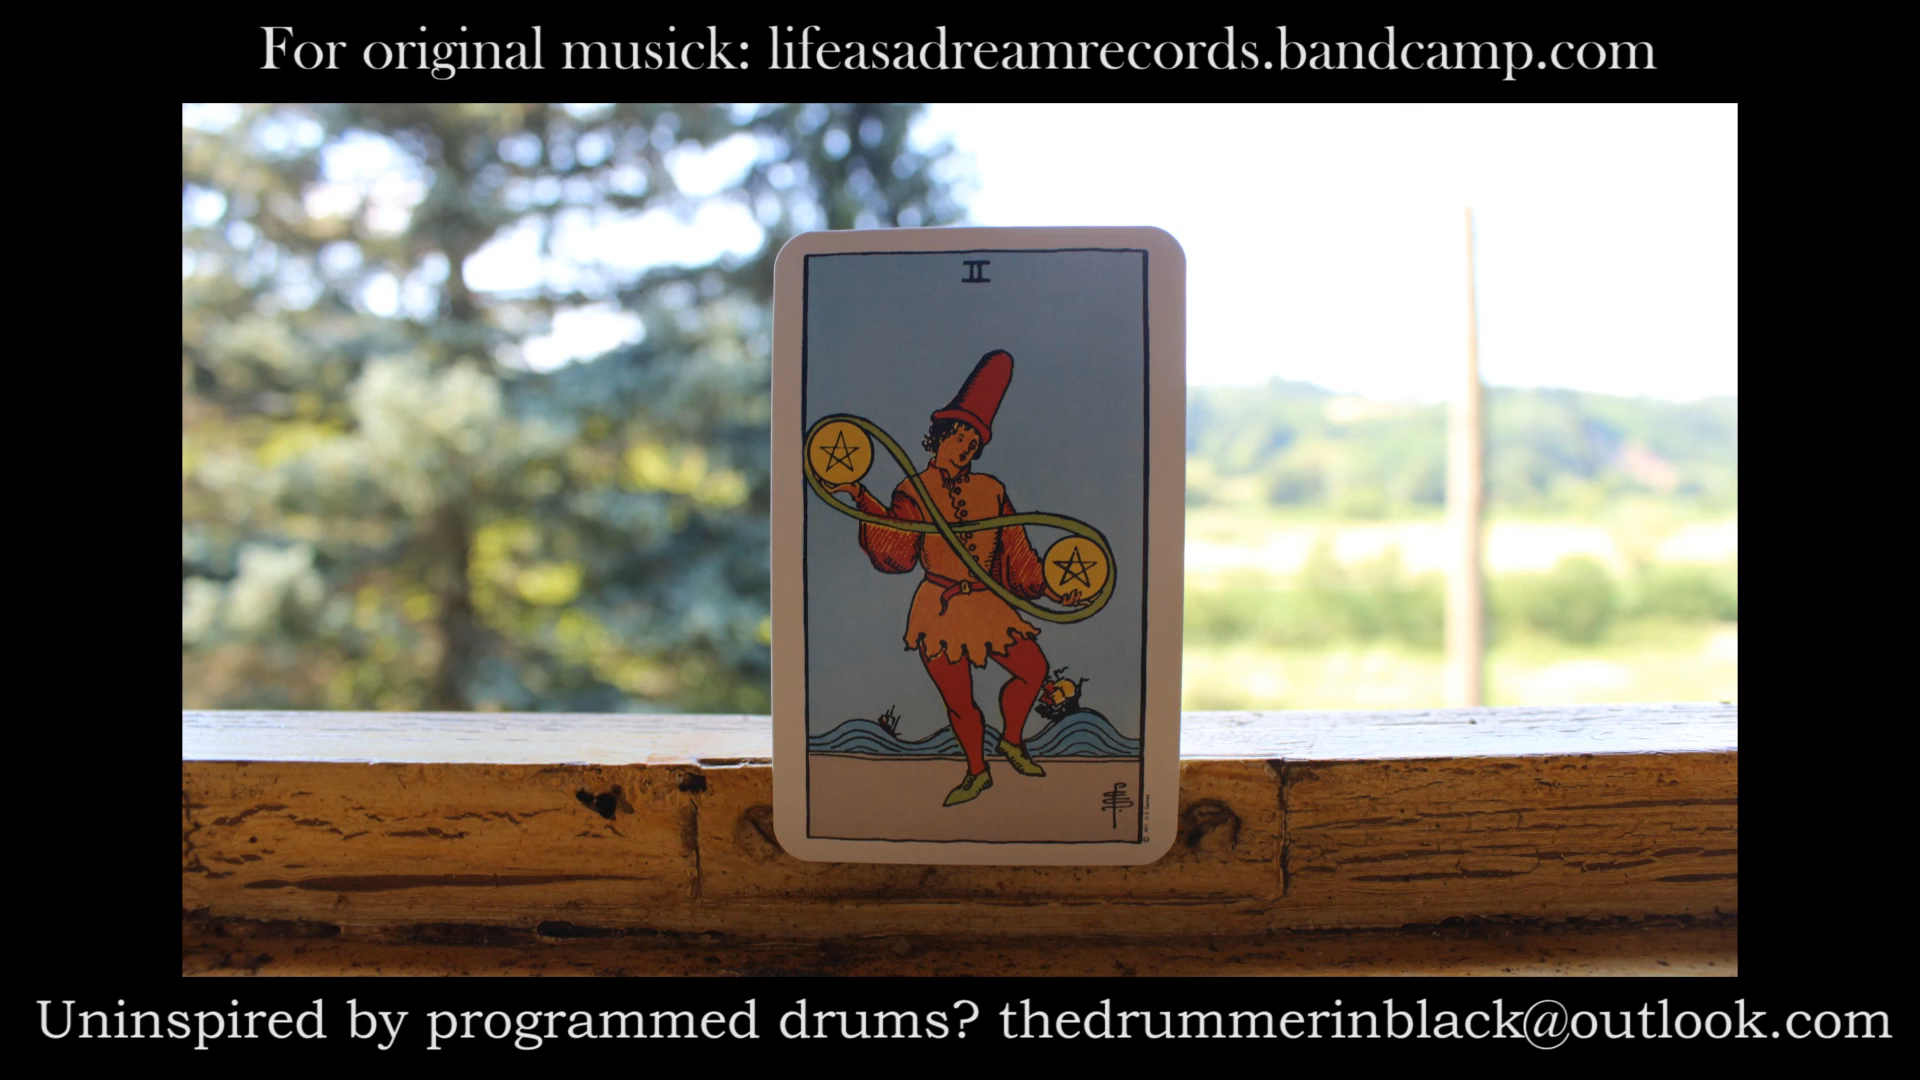 For original musick: lifeasadreamrecords.bandcamp.com
II
Uninspired by programmed drums? thedrummerinblack@outlook.com